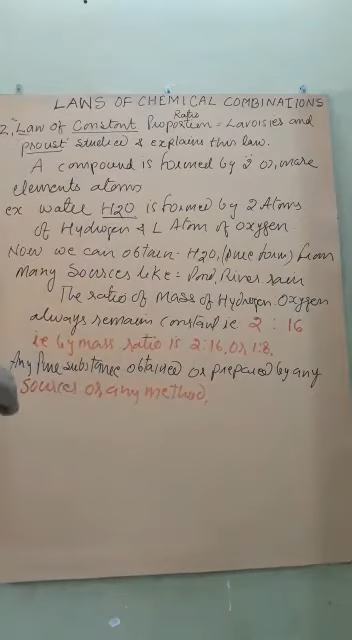 LAWS OF CHEMICAL COMBINATIONS
Ratio
2. Law of Constant Proportion = Lavoisies and
proust studied & explains this law.
A compound is formed by 2 or, more
elements atoms
ex water H2O is formed by 2 Atoms
of Hydrogen & 1 Atom of Oxygen.
Now we can obtain - H2O, (pure form) from
many Sources like = Pond, River, rain
The ratio of Mass of Hydrogen. Oxygen
always remain constant ie 2 : 16
ie by mass ratio is 2:16, or 1:8.
Any Pure substance obtained or prepared by any
Sources or any method,